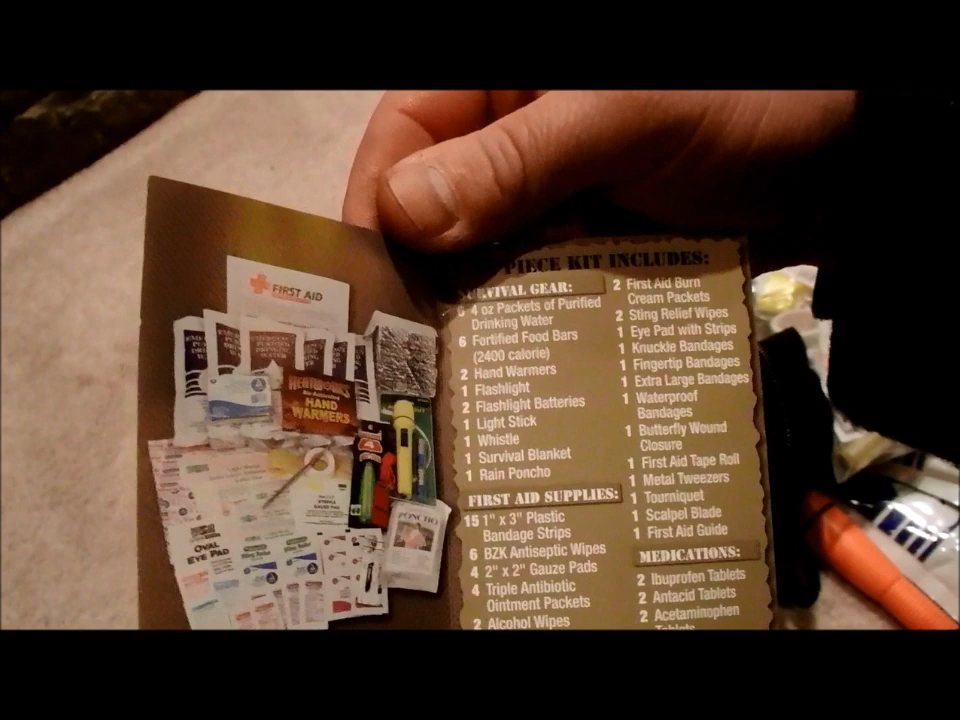 PIECE KIT INCLUDES:
SURVIVAL GEAR:
6 4 oz Packets of Purified
Drinking Water
6 Fortified Food Bars
(2400 calorie)
2 Hand Warmers
1 Flashlight
2 Flashlight Batteries
1 Light Stick
1 Whistle
1 Survival Blanket
1 Rain Poncho
FIRST AID SUPPLIES:
15 1" x 3" Plastic
Bandage Strips
6 BZK Antiseptic Wipes
4 2" x 2" Gauze Pads
4 Triple Antibiotic
Ointment Packets
2 Alcohol Wipes
2 First Aid Burn
Cream Packets
2 Sting Relief Wipes
1 Eye Pad with Strips
1 Knuckle Bandages
1 Fingertip Bandages
1 Extra Large Bandages
1 Waterproof
Bandages
1 Butterfly Wound
Closure
1 First Aid Tape Roll
1 Metal Tweezers
1 Tourniquet
1 Scalpel Blade
1 First Aid Guide
MEDICATIONS:
2 Ibuprofen Tablets
2 Antacid Tablets
2 Acetaminophen
Tablets
FIRST AID
HAND
WARMERS
4
PONCHO
OVAL
EYE PAD